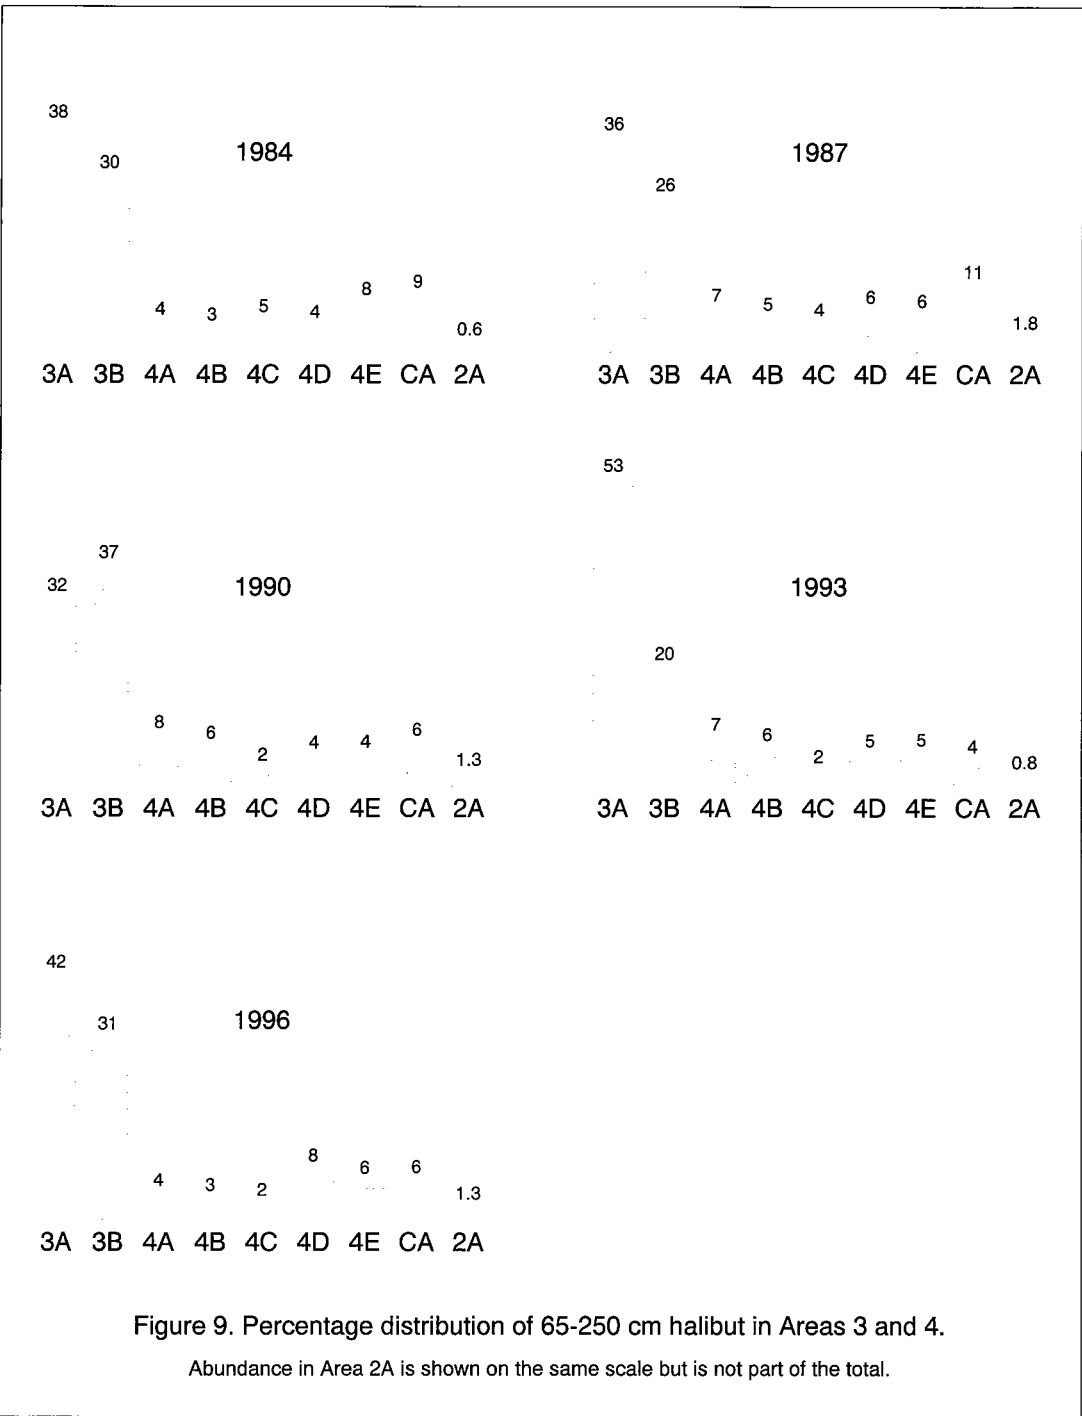 38
30
1984
4 3 5 4 8 9 0.6
3A 3B 4A 4B 4C 4D 4E CA 2A
36
26
1987
7 5 4 6 6 11 1.8
3A 3B 4A 4B 4C 4D 4E CA 2A
37
32
1990
8 6 2 4 4 6 1.3
3A 3B 4A 4B 4C 4D 4E CA 2A
53
1993
20
7 6 2 5 5 4 0.8
3A 3B 4A 4B 4C 4D 4E CA 2A
42
31 1996
4 3 2 8 6 6 1.3
3A 3B 4A 4B 4C 4D 4E CA 2A
Figure 9. Percentage distribution of 65-250 cm halibut in Areas 3 and 4.
Abundance in Area 2A is shown on the same scale but is not part of the total.